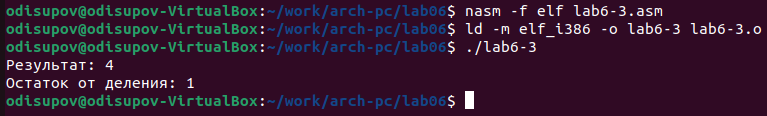 odisupov@odisupov-VirtualBox:~/work/arch-pc/lab06$ nasm -f elf lab6-3.asm
odisupov@odisupov-VirtualBox:~/work/arch-pc/lab06$ ld -m elf_i386 -o lab6-3 lab6-3.o
odisupov@odisupov-VirtualBox:~/work/arch-pc/lab06$ ./lab6-3
Результат: 4
Остаток от деления: 1
odisupov@odisupov-VirtualBox:~/work/arch-pc/lab06$